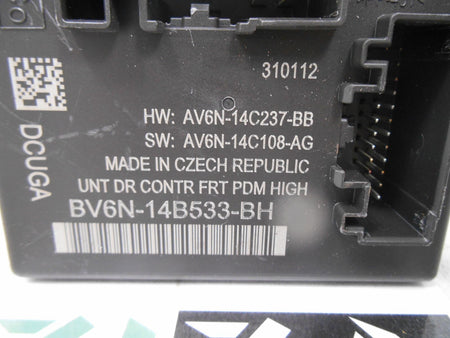 310112
HW: AV6N-14C237-BB
SW: AV6N-14C108-AG
MADE IN CZECH REPUBLIC
UNT DR CONTR FRT PDM HIGH
BV6N-14B533-BH
DCUGA